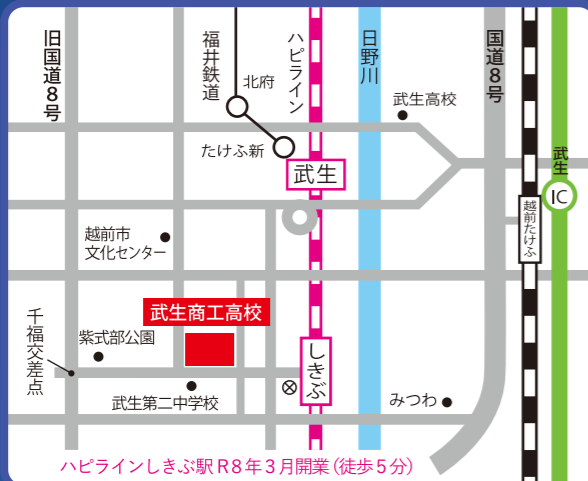 旧国道8号
福井鉄道
北府
ハピライン
日野川
国道8号
武生高校
たけふ新
武生
武生
IC
越前たけふ
越前市
文化センター
武生商工高校
千福交差点
紫式部公園
しきぶ
武生第二中学校
みつわ
ハピラインしきぶ駅R8年3月開業(徒歩5分)